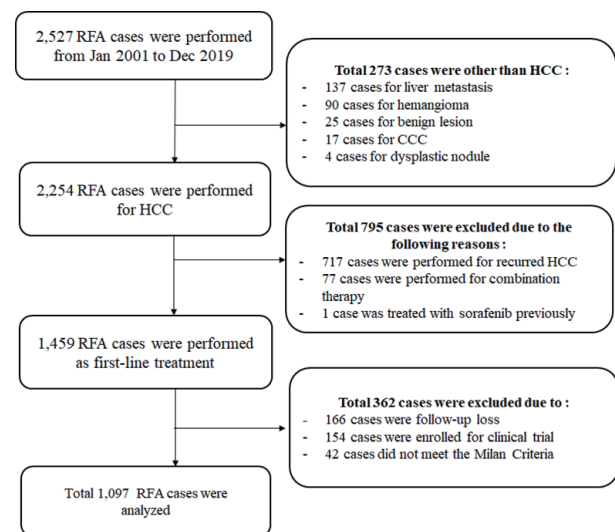 2,527 RFA cases were performed
from Jan 2001 to Dec 2019
Total 273 cases were other than HCC :
- 137 cases for liver metastasis
- 90 cases for hemangioma
- 25 cases for benign lesion
- 17 cases for CCC
- 4 cases for dysplastic nodule
2,254 RFA cases were performed
for HCC
Total 795 cases were excluded due to the
following reasons :
- 717 cases were performed for recurred HCC
- 77 cases were performed for combination
therapy
- 1 case was treated with sorafenib previously
1,459 RFA cases were performed
as first-line treatment
Total 362 cases were excluded due to :
- 166 cases were follow-up loss
- 154 cases were enrolled for clinical trial
- 42 cases did not meet the Milan Criteria
Total 1,097 RFA cases were
analyzed